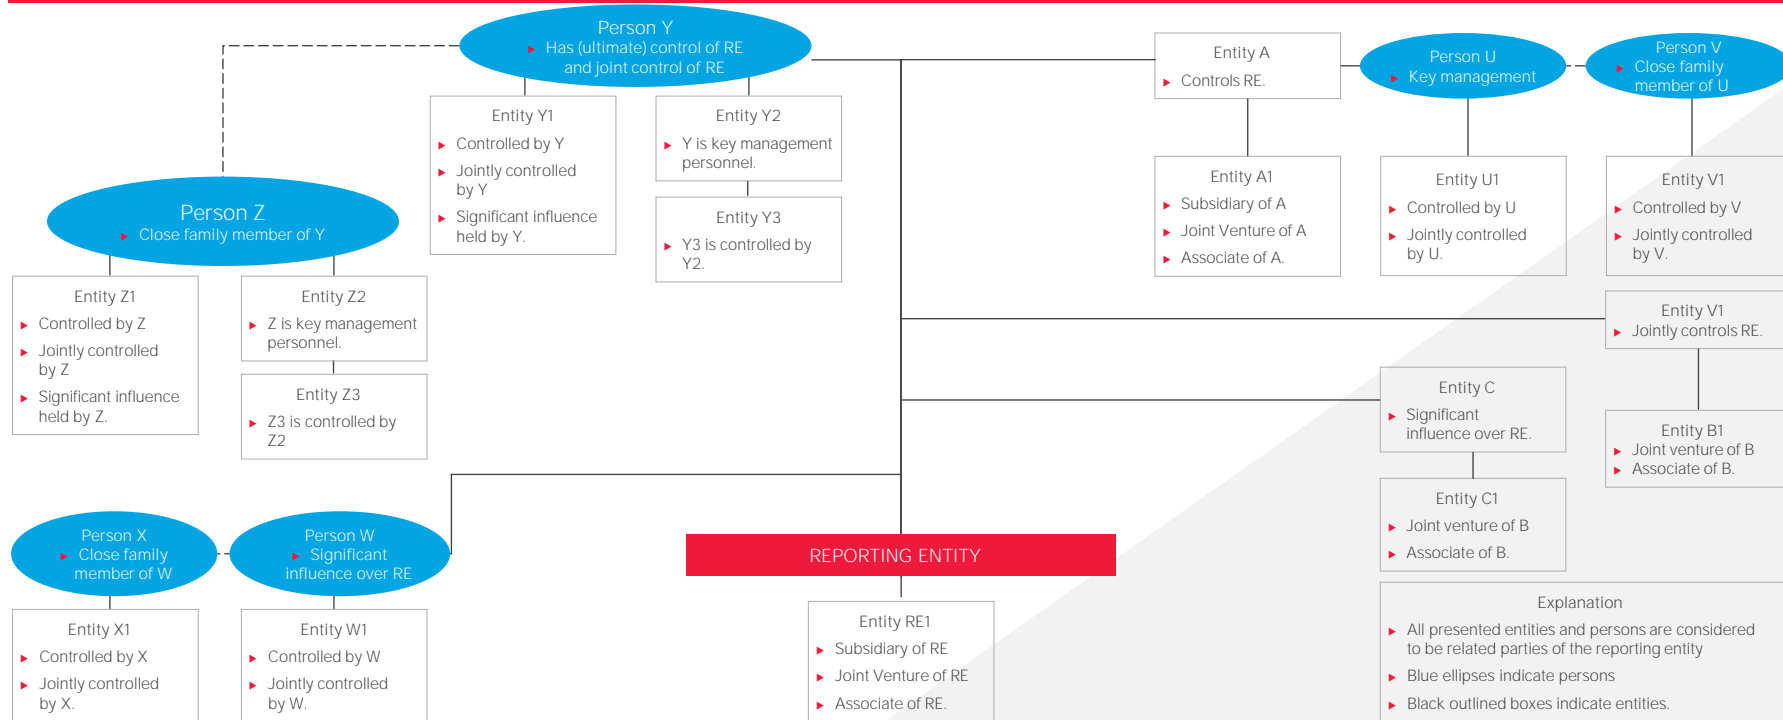 Person Y
Has (ultimate) control of RE
and joint control of RE
Entity Y1
Controlled by Y
Jointly controlled
by Y
Significant influence
held by Y.
Entity Y2
Y is key management
personnel.
Entity Y3
Y3 is controlled by
Y2.
Person Z
Close family member of Y
Entity Z1
Controlled by Z
Jointly controlled
by Z
Significant influence
held by Z.
Entity Z2
Z is key management
personnel.
Entity Z3
Z3 is controlled by
Z2
Entity A
Controls RE.
Entity A1
Subsidiary of A
Joint Venture of A
Associate of A.
Person U
Key management
Entity U1
Controlled by U
Jointly controlled
by U.
Person V
Close family
member of U
Entity V1
Controlled by V
Jointly controlled
by V.
Entity V1
Jointly controls RE.
Entity B1
Joint venture of B
Associate of B.
Entity C
Significant
influence over RE.
Entity C1
Joint venture of B
Associate of B.
Person X
Close family
member of W
Entity X1
Controlled by X
Jointly controlled
by X.
Person W
Significant
influence over RE
Entity W1
Controlled by W
Jointly controlled
by W.
REPORTING ENTITY
Entity RE1
Subsidiary of RE
Joint Venture of RE
Associate of RE.
Explanation
All presented entities and persons are considered
to be related parties of the reporting entity
Blue ellipses indicate persons
Black outlined boxes indicate entities.